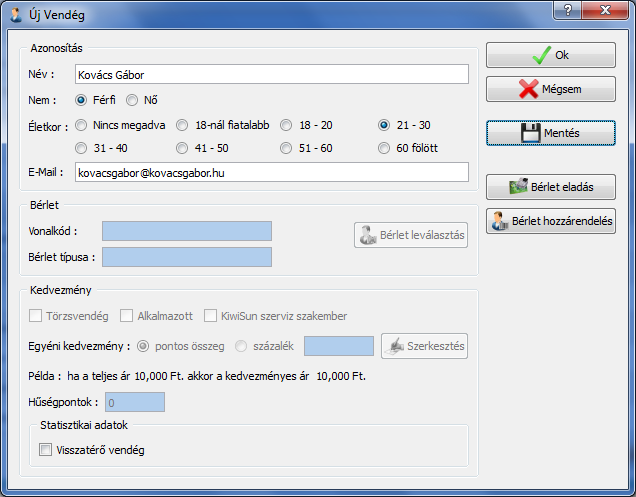 Új Vendég
?
Azonosítás
Név :
Kovács Gábor
Nem :
Férfi
Nő
Életkor :
Nincs megadva
18-nál fiatalabb
18 - 20
21 - 30
31 - 40
41 - 50
51 - 60
60 fölött
E-Mail :
kovacsgabor@kovacsgabor.hu
Ok
Mégsem
Mentés
Bérlet eladás
Bérlet hozzárendelés
Bérlet
Vonalkód :
Bérlet típusa :
Bérlet leválasztás
Kedvezmény
Törzsvendég
Alkalmazott
KiwiSun szerviz szakember
Egyéni kedvezmény :
pontos összeg
százalék
Szerkesztés
Példa : ha a teljes ár 10,000 Ft. akkor a kedvezményes ár 10,000 Ft.
Hűségpontok :
0
Statisztikai adatok
Visszatérő vendég